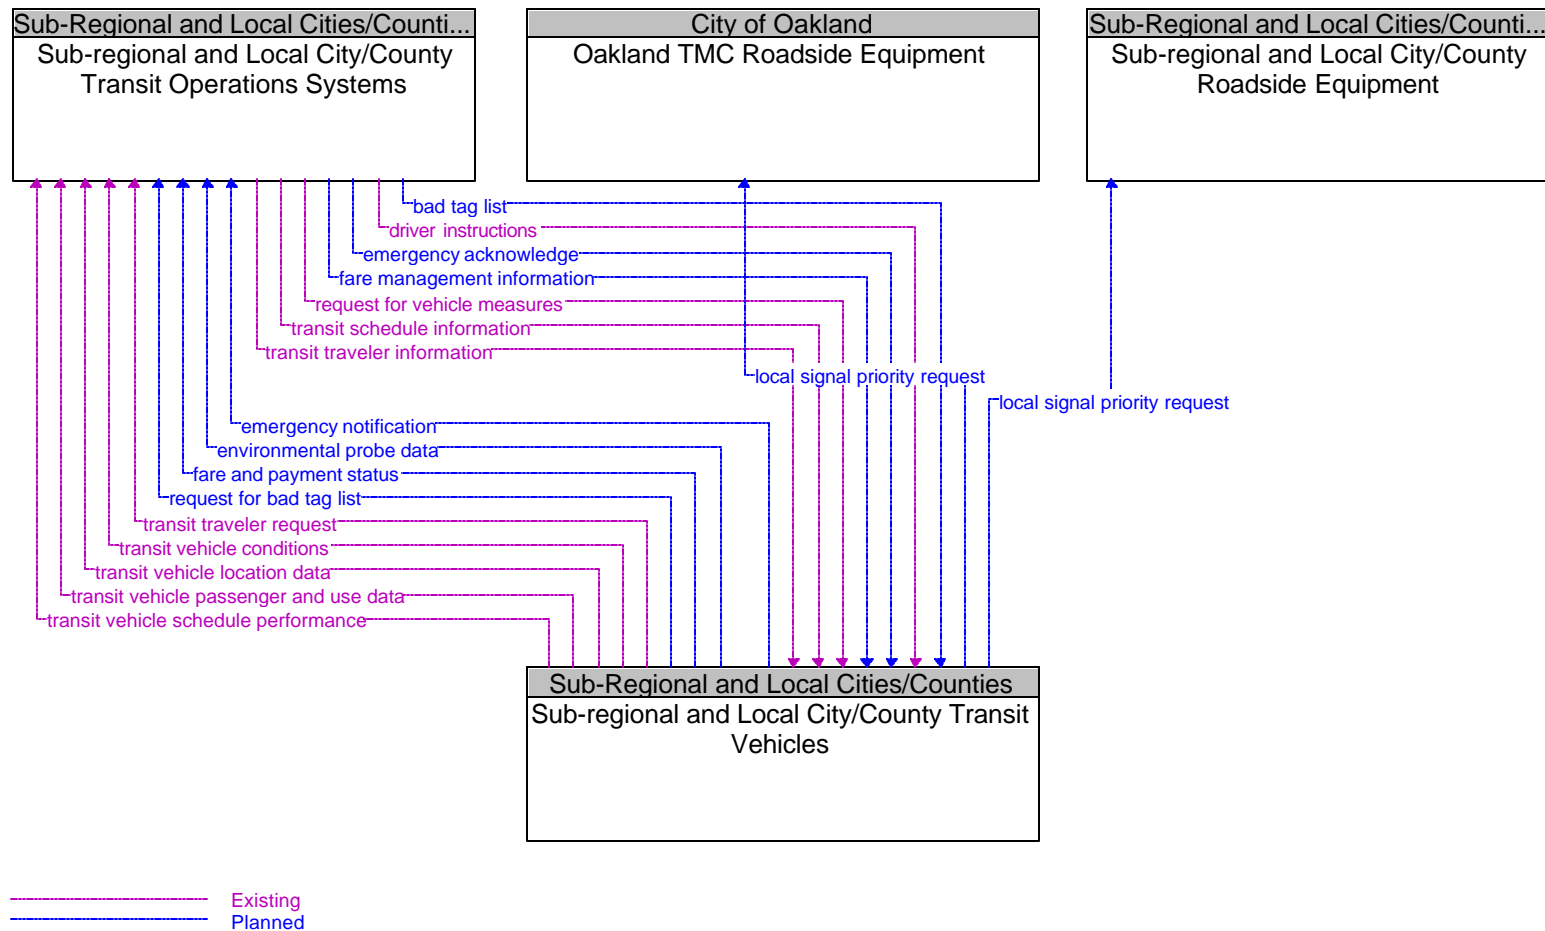 Sub-Regional and Local Cities/Counti...
Sub-regional and Local City/County
Transit Operations Systems
City of Oakland
Oakland TMC Roadside Equipment
Sub-Regional and Local Cities/Counti...
Sub-regional and Local City/County
Roadside Equipment
bad tag list
driver instructions
emergency acknowledge
fare management information
request for vehicle measures
transit schedule information
transit traveler information
local signal priority request
local signal priority request
emergency notification
environmental probe data
fare and payment status
request for bad tag list
transit traveler request
transit vehicle conditions
transit vehicle location data
transit vehicle passenger and use data
transit vehicle schedule performance
Sub-Regional and Local Cities/Counties
Sub-regional and Local City/County Transit
Vehicles
Existing
Planned